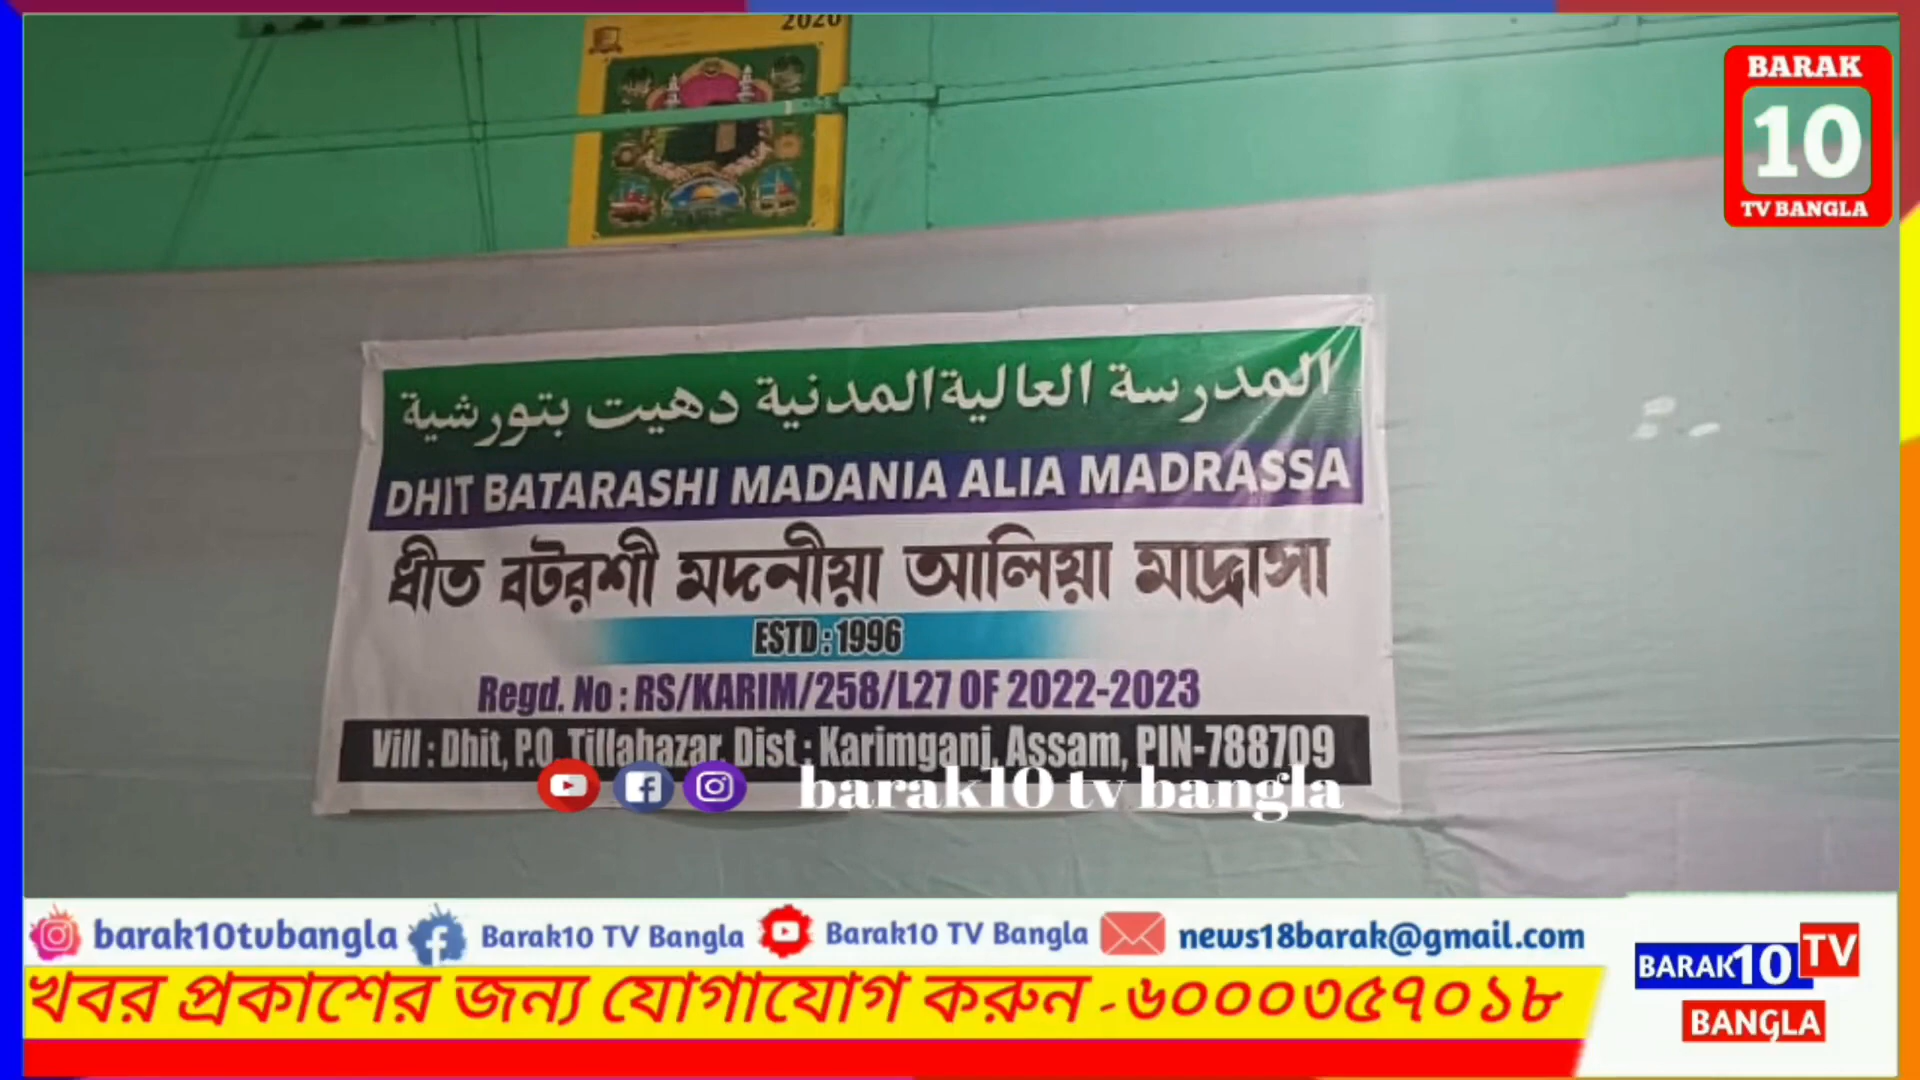 2020
BARAK
10
TV BANGLA
المدرسة العالية المدنية دهيت بتورشية
DHIT BATARASHI MADANIA ALIA MADRASSA
ধীত বটরশী মদনীয়া আলিয়া মাদ্রাসা
ESTD : 1996
Regd. No : RS/KARIM/258/L27 OF 2022-2023
Vill : Dhit, P.O. Tillabazar, Dist : Karimganj, Assam, PIN-788709
barak10 tv bangla
barak10tvbangla Barak10 TV Bangla Barak10 TV Bangla news18barak@gmail.com
খবর প্রকাশের জন্য যোগাযোগ করুন -৬০০০৩৫৭০১৮
BARAK10 TV
BANGLA